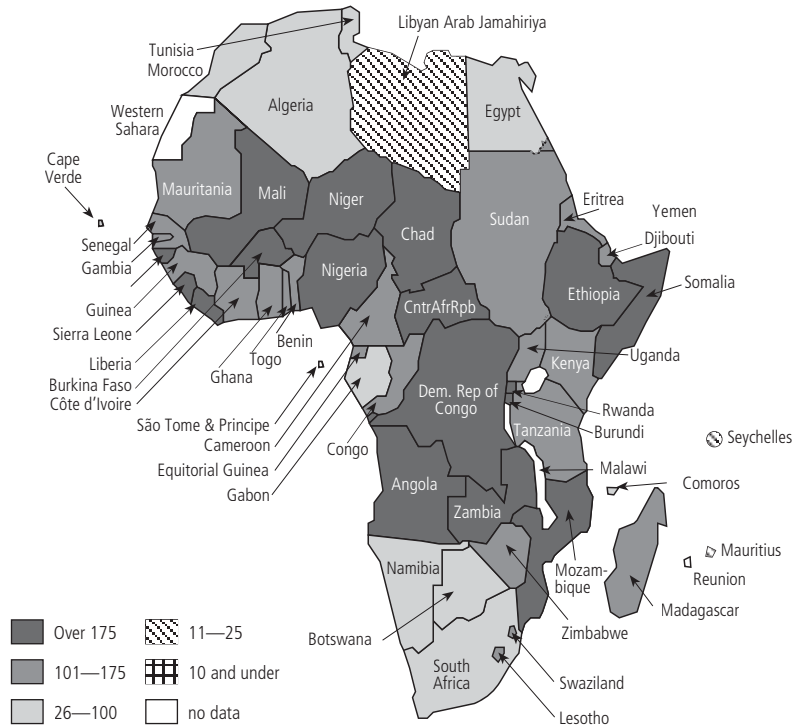 Libyan Arab Jamahiriya
Tunisia
Morocco
Algeria
Egypt
Western
Sahara
Cape
Verde
Mauritania
Mali
Niger
Chad
Sudan
Eritrea
Yemen
Djibouti
Senegal
Gambia
Nigeria
Ethiopia
Somalia
CntrAfrRpb
Guinea
Sierra Leone
Liberia
Burkina Faso
Côte d’Ivoire
Ghana
Togo
Benin
Uganda
Kenya
Dem. Rep of
Congo
Rwanda
Burundi
Tanzania
São Tome & Principe
Cameroon
Equitorial Guinea
Gabon
Congo
Seychelles
Malawi
Comoros
Angola
Zambia
Mozam-
bique
Mauritius
Reunion
Madagascar
Namibia
Zimbabwe
Botswana
South
Africa
Swaziland
Lesotho
Over 175
101—175
26—100
11—25
10 and under
no data